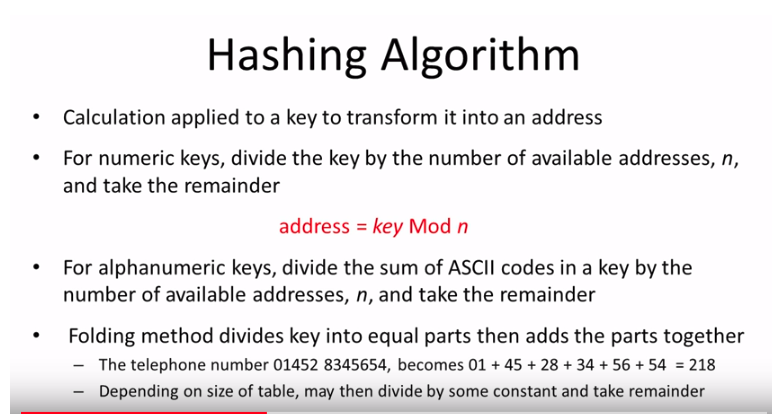 Hashing Algorithm
• Calculation applied to a key to transform it into an address
• For numeric keys, divide the key by the number of available addresses, n,
and take the remainder
address = key Mod n
• For alphanumeric keys, divide the sum of ASCII codes in a key by the
number of available addresses, n, and take the remainder
• Folding method divides key into equal parts then adds the parts together
– The telephone number 01452 8345654, becomes 01 + 45 + 28 + 34 + 56 + 54 = 218
– Depending on size of table, may then divide by some constant and take remainder